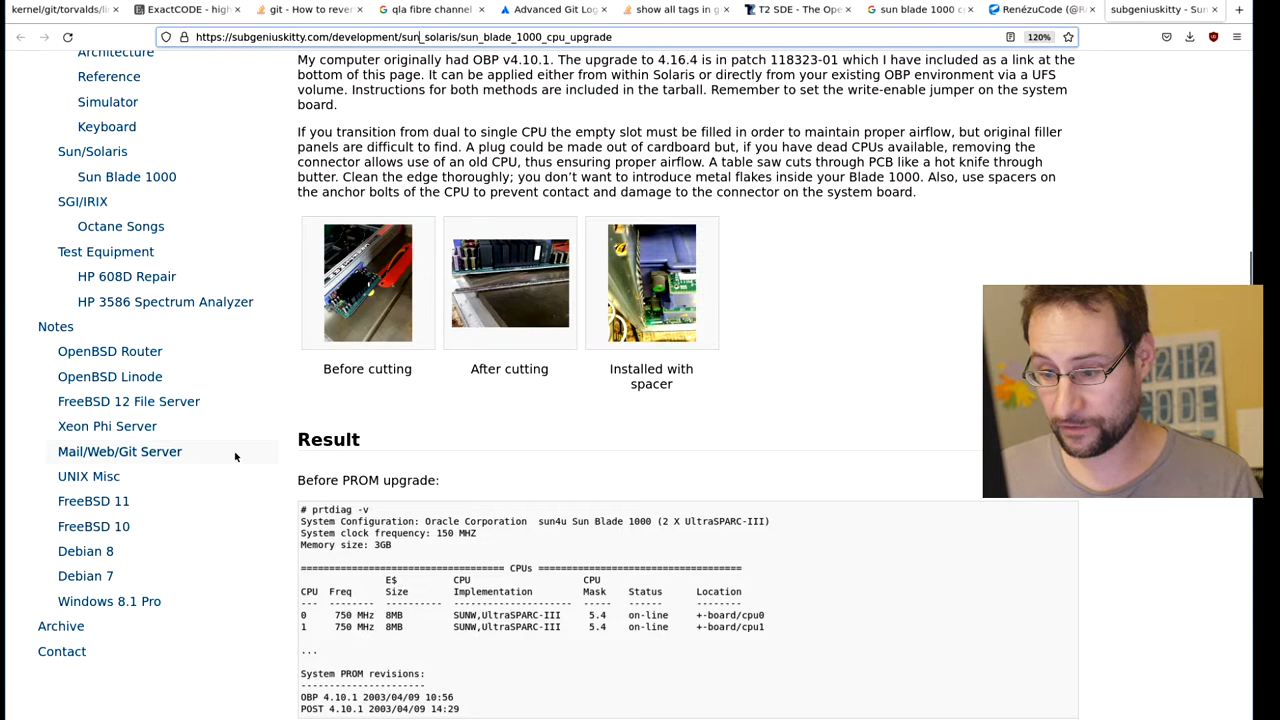 kernel/git/torvalds/lin
ExactCODE - high
git - How to rever
qla fibre channel
Advanced Git Log
show all tags in g
T2 SDE - The Ope
sun blade 1000 c
RenézuCode (@R
subgeniuskitty - Sun
https://subgeniuskitty.com/development/sun_solaris/sun_blade_1000_cpu_upgrade
120%
Architecture
Reference
Simulator
Keyboard
Sun/Solaris
Sun Blade 1000
SGI/IRIX
Octane Songs
Test Equipment
HP 608D Repair
HP 3586 Spectrum Analyzer
Notes
OpenBSD Router
OpenBSD Linode
FreeBSD 12 File Server
Xeon Phi Server
Mail/Web/Git Server
UNIX Misc
FreeBSD 11
FreeBSD 10
Debian 8
Debian 7
Windows 8.1 Pro
Archive
Contact
My computer originally had OBP v4.10.1. The upgrade to 4.16.4 is in patch 118323-01 which I have included as a link at the
bottom of this page. It can be applied either from within Solaris or directly from your existing OBP environment via a UFS
volume. Instructions for both methods are included in the tarball. Remember to set the write-enable jumper on the system
board.
If you transition from dual to single CPU the empty slot must be filled in order to maintain proper airflow, but original filler
panels are difficult to find. A plug could be made out of cardboard but, if you have dead CPUs available, removing the
connector allows use of an old CPU, thus ensuring proper airflow. A table saw cuts through PCB like a hot knife through
butter. Clean the edge thoroughly; you don't want to introduce metal flakes inside your Blade 1000. Also, use spacers on
the anchor bolts of the CPU to prevent contact and damage to the connector on the system board.
Before cutting
After cutting
Installed with
spacer
Result
Before PROM upgrade:
# prtdiag -v
System Configuration: Oracle Corporation  sun4u Sun Blade 1000 (2 X UltraSPARC-III)
System clock frequency: 150 MHZ
Memory size: 3GB
================================== CPUs ==================================
E$ CPU CPU
CPU Freq Size Implementation Mask Status Location
--- -------- ---------- ---------------------- ----- ------ --------
0 750 MHz 8MB SUNW,UltraSPARC-III 5.4 on-line +-board/cpu0
1 750 MHz 8MB SUNW,UltraSPARC-III 5.4 on-line +-board/cpu1
...
System PROM revisions:
----------------------
OBP 4.10.1 2003/04/09 10:56
POST 4.10.1 2003/04/09 14:29